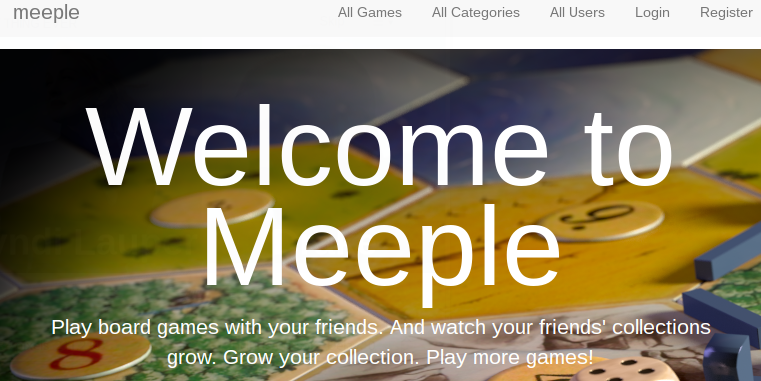 meeple All Games All Categories All Users Login Register
Welcome to
Meeple
Play board games with your friends. And watch your friends' collections
grow. Grow your collection. Play more games!
8